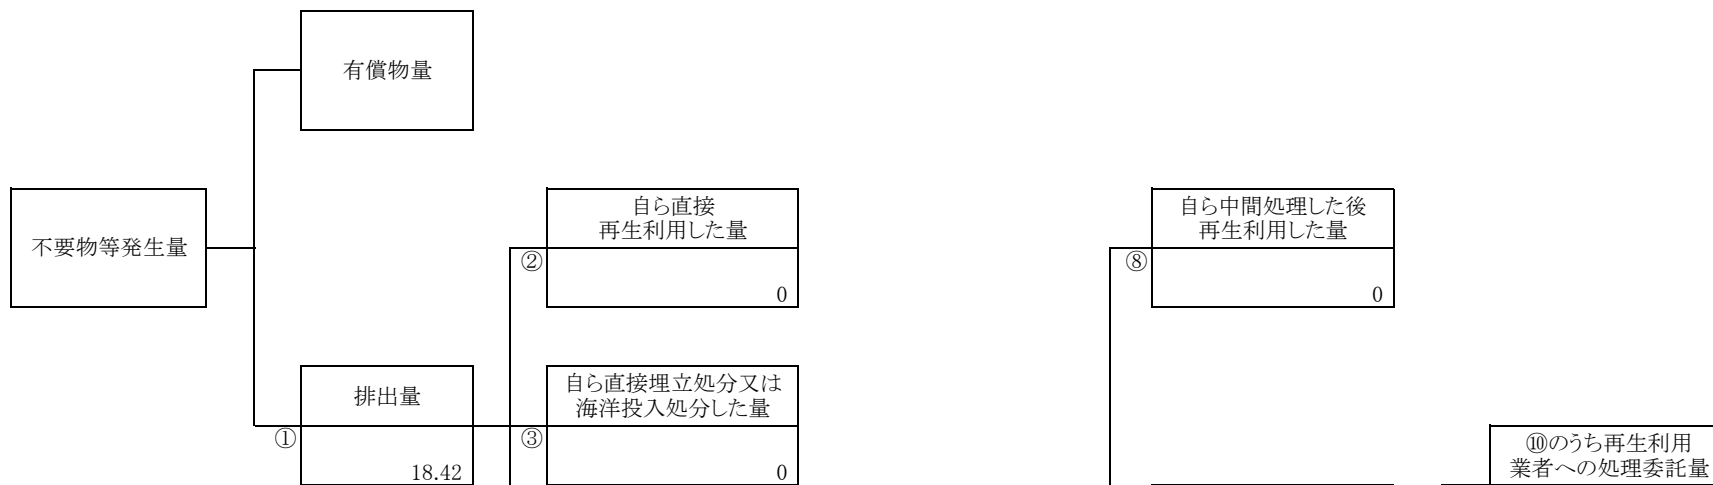 有償物量
不要物等発生量
自ら直接
再生利用した量
②
0
自ら中間処理した後
再生利用した量
⑧
0
排出量
①
18.42
自ら直接埋立処分又は
海洋投入処分した量
③
0
⑩のうち再生利用
業者への処理委託量